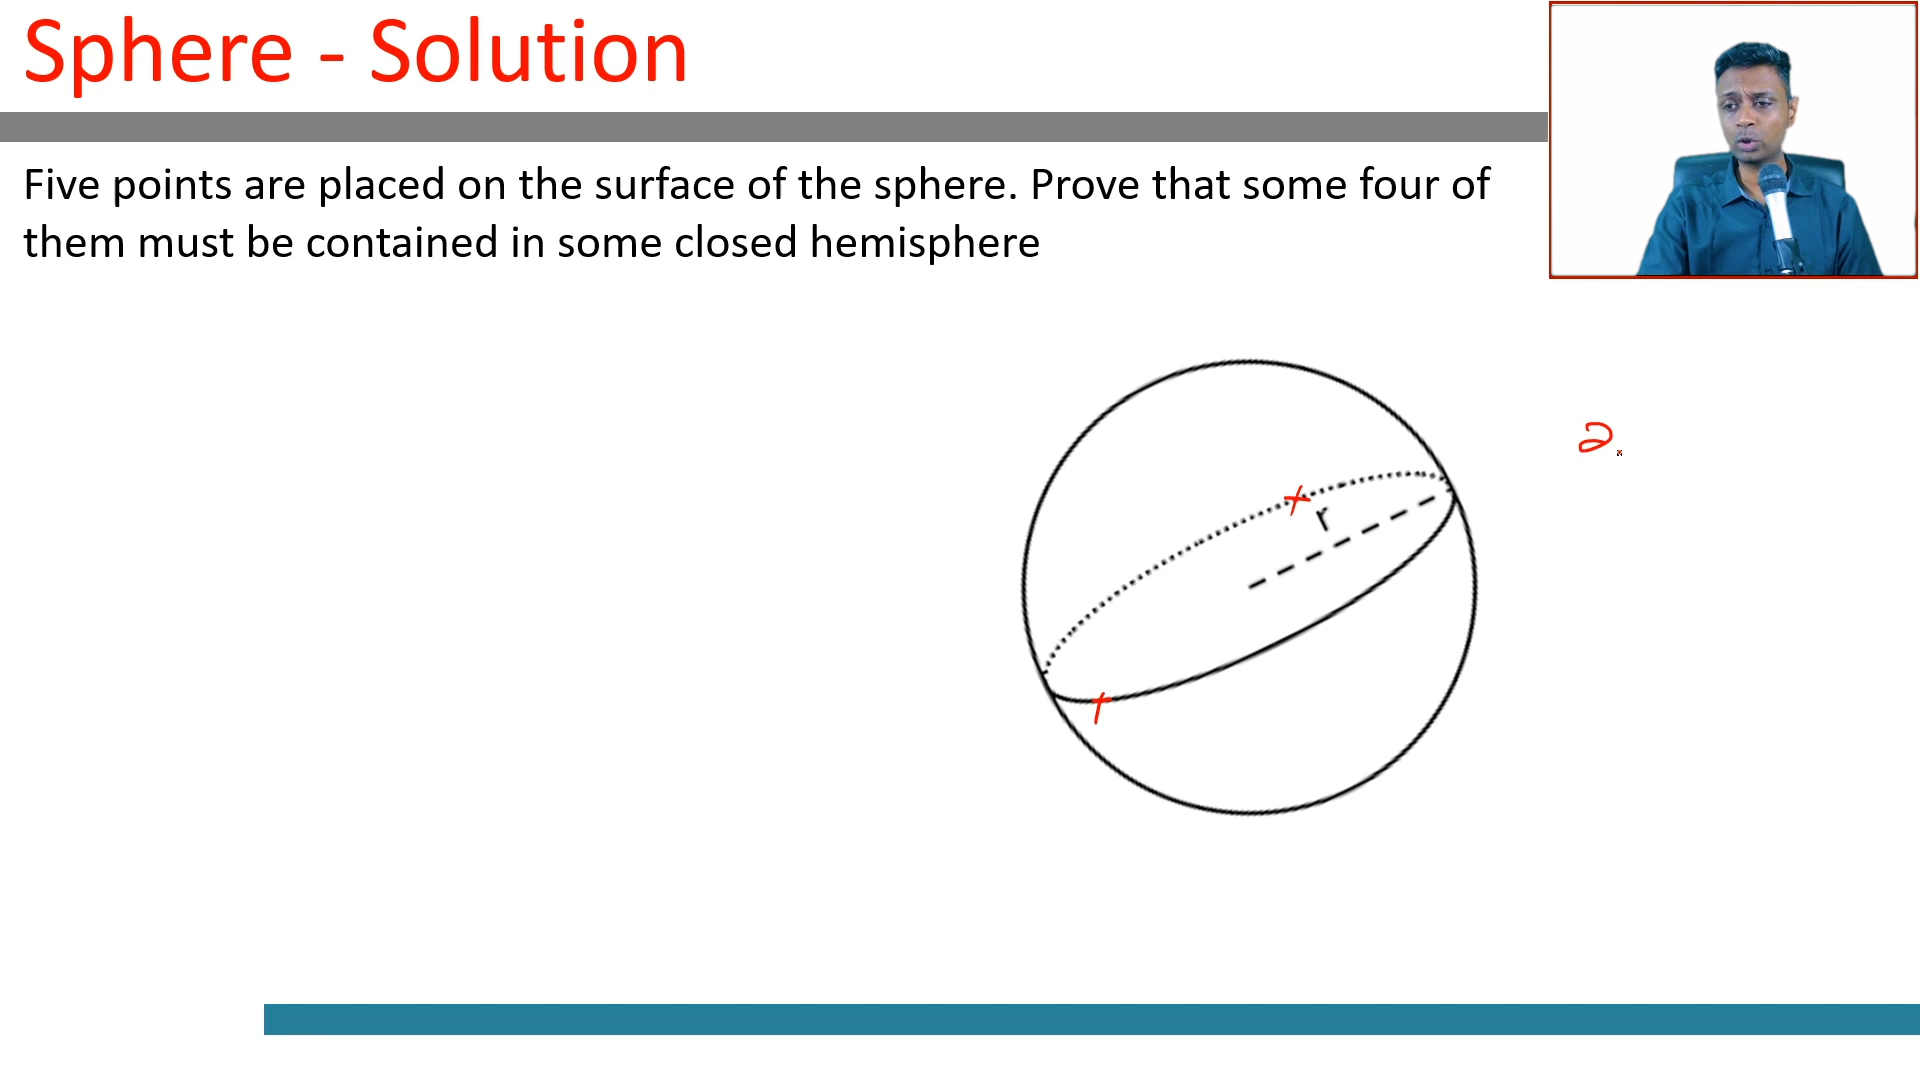 Sphere - Solution
Five points are placed on the surface of the sphere. Prove that some four of
them must be contained in some closed hemisphere
2.
r